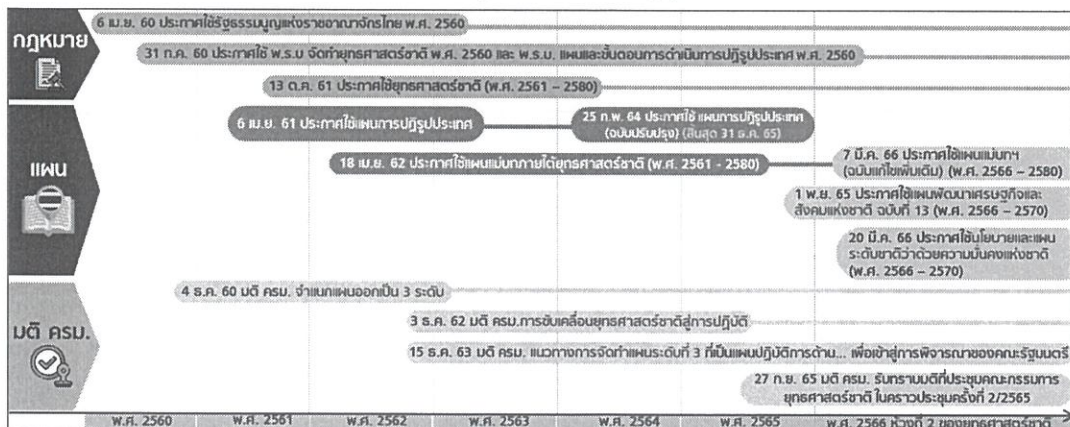 กฎหมาย
6 เม.ย. 60 ประกาศใช้รัฐธรรมนูญแห่งราชอาณาจักรไทย พ.ศ. 2560
31 ก.ค. 60 ประกาศใช้ พ.ร.บ จัดทำยุทธศาสตร์ชาติ พ.ศ. 2560 และ พ.ร.บ. แผนและขั้นตอนการดำเนินการปฏิรูปประเทศ พ.ศ. 2560
13 ต.ค. 61 ประกาศใช้ยุทธศาสตร์ชาติ (พ.ศ. 2561 – 2580)
แผน
6 เม.ย. 61 ประกาศใช้แผนการปฏิรูปประเทศ
25 ก.พ. 64 ประกาศใช้ แผนการปฏิรูปประเทศ
(ฉบับปรับปรุง) (สิ้นสุด 31 ธ.ค. 65)
18 เม.ย. 62 ประกาศใช้แผนแม่บทภายใต้ยุทธศาสตร์ชาติ (พ.ศ. 2561 - 2580)
7 มี.ค. 66 ประกาศใช้แผนแม่บทฯ
(ฉบับแก้ไขเพิ่มเติม) (พ.ศ. 2566 – 2580)
1 พ.ย. 65 ประกาศใช้แผนพัฒนาเศรษฐกิจและ
สังคมแห่งชาติ ฉบับที่ 13 (พ.ศ. 2566 – 2570)
20 มี.ค. 66 ประกาศใช้นโยบายและแผน
ระดับชาติว่าด้วยความมั่นคงแห่งชาติ
(พ.ศ. 2566 – 2570)
มติ ครม.
4 ธ.ค. 60 มติ ครม. จำแนกแผนออกเป็น 3 ระดับ
3 ธ.ค. 62 มติ ครม.การขับเคลื่อนยุทธศาสตร์ชาติสู่การปฏิบัติ
15 ธ.ค. 63 มติ ครม. แนวทางการจัดทำแผนระดับที่ 3 ที่เป็นแผนปฏิบัติการด้าน... เพื่อเข้าสู่การพิจารณาของคณะรัฐมนตรี
27 ก.ย. 65 มติ ครม. รับทราบมติที่ประชุมคณะกรรมการ
ยุทธศาสตร์ชาติ ในคราวประชุมครั้งที่ 2/2565
พ.ศ. 2560 พ.ศ. 2561 พ.ศ. 2562 พ.ศ. 2563 พ.ศ. 2564 พ.ศ. 2565 พ.ศ. 2566 ห้วงที่ 2 ของยุทธศาสตร์ชาติ